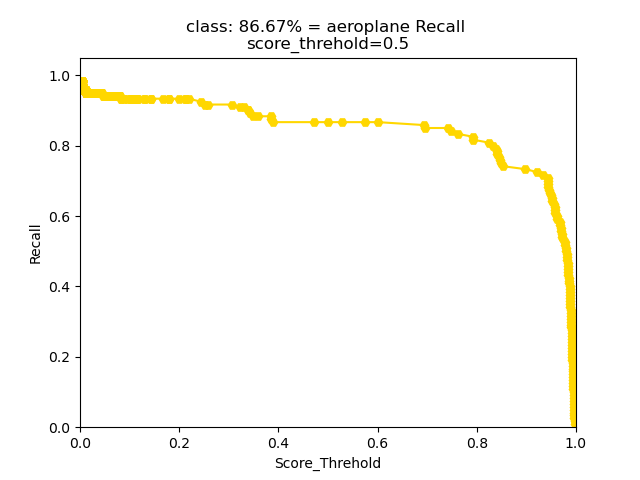 class: 86.67% = aeroplane Recall
score_threhold=0.5
1.0
0.8
0.6
0.4
0.2
0.0
Recall
0.0 0.2 0.4 0.6 0.8 1.0
Score_Threhold